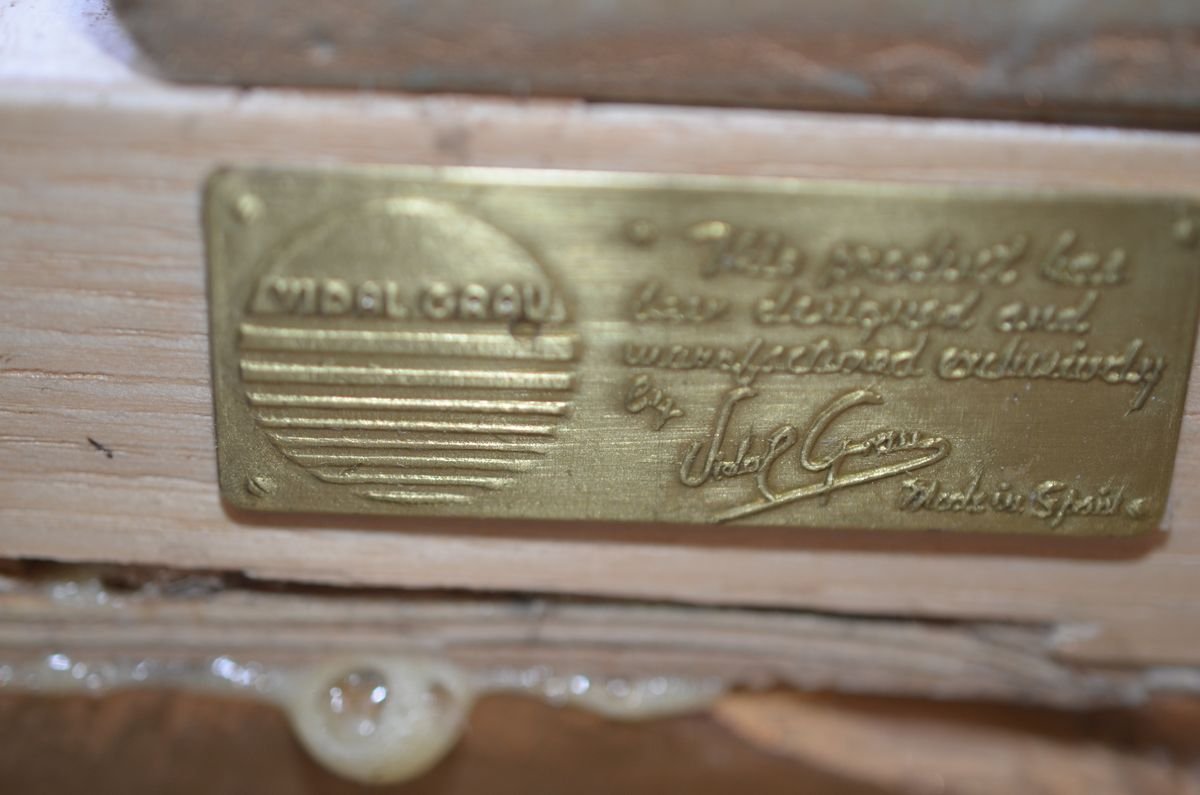 VIDAL GRAU
This product has
been designed and
manufactured exclusively
by
Vidal Grau
Made in Spain